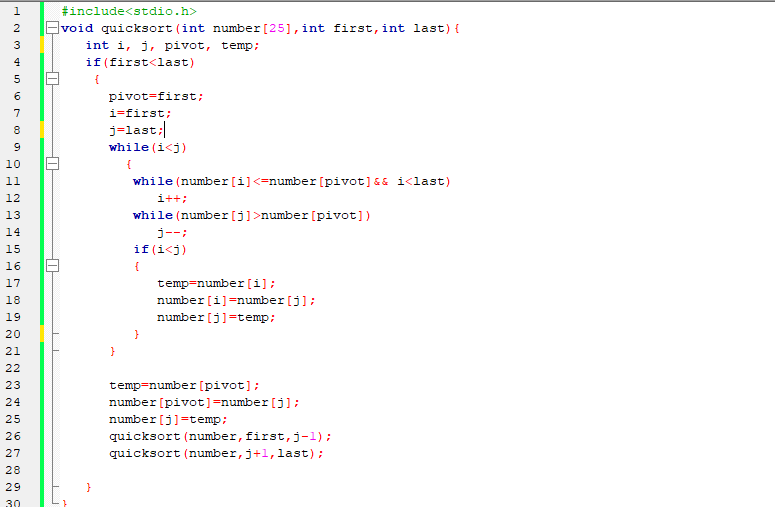 1 #include<stdio.h>
2 void quicksort(int number[25],int first,int last){
3 int i, j, pivot, temp;
4 if(first<last)
5 {
6 pivot=first;
7 i=first;
8 j=last;
9 while(i<j)
10 {
11 while(number[i]<=number[pivot]&& i<last)
12 i++;
13 while(number[j]>number[pivot])
14 j--;
15 if(i<j)
16 {
17 temp=number[i];
18 number[i]=number[j];
19 number[j]=temp;
20 }
21 }
22
23 temp=number[pivot];
24 number[pivot]=number[j];
25 number[j]=temp;
26 quicksort(number,first,j-1);
27 quicksort(number,j+1,last);
28
29 }
30 }